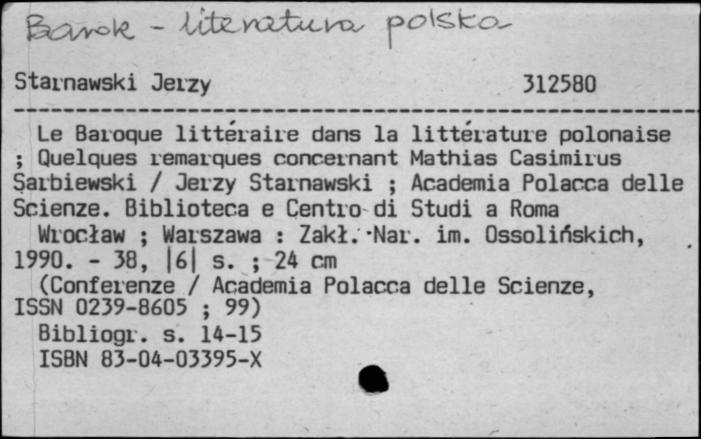 Barok - literatura polska
Starnawski Jerzy 312580
Le Baroque littéraire dans la littérature polonaise
; Quelques remarques concernant Mathias Casimirus
Sarbiewski / Jerzy Starnawski ; Academia Polacca delle
Scienze. Biblioteca e Centro di Studi a Roma
Wrocław ; Warszawa : Zakł. Nar. im. Ossolińskich,
1990. - 38, |6| s. ; 24 cm
(Conferenze / Academia Polacca delle Scienze,
ISSN 0239-8605 ; 99)
Bibliogr. s. 14-15
ISBN 83-04-03395-X